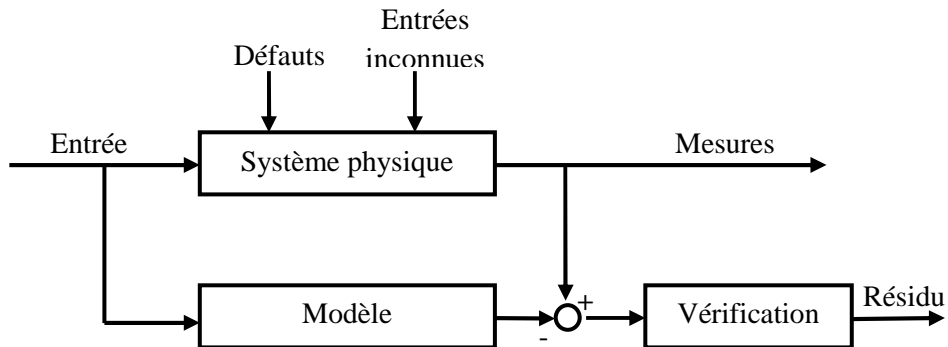 Entrées
inconnues
Défauts
Entrée
Système physique
Mesures
Modèle
+
-
Vérification
Résidu